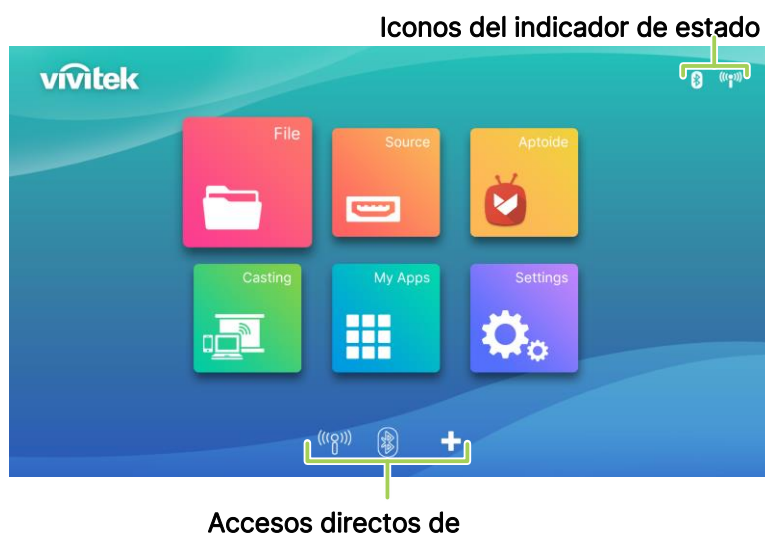 Iconos del indicador de estado
vivitek
File
Source
Aptoide
Casting
My Apps
Settings
Accesos directos de